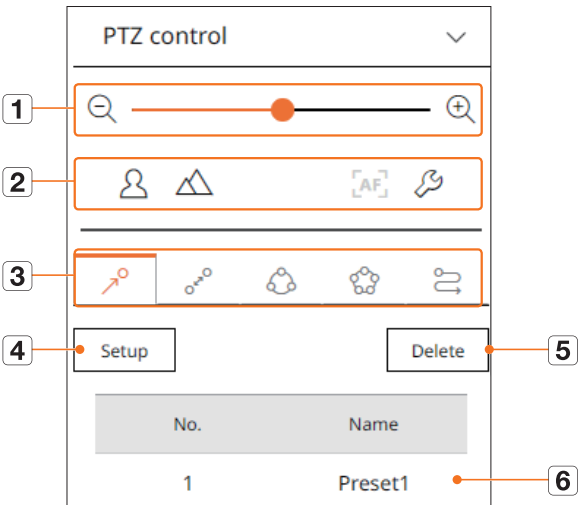 PTZ control
1
2
AF
3
4
Setup
Delete
5
No.
Name
1
Preset1
6